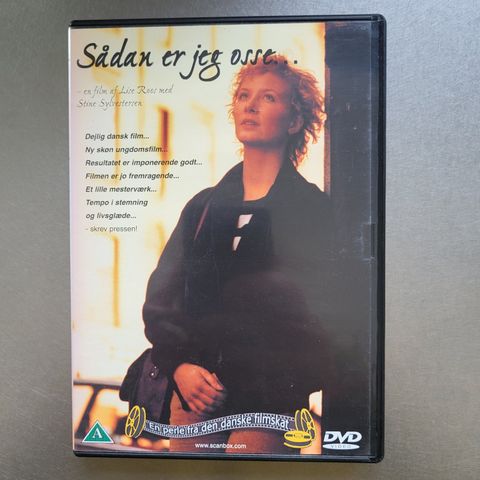 Sådan er jeg osse...
- en film af Lise Roos med
Stine Sylvestersen
Dejlig dansk film...
Ny skøn ungdomsfilm...
Resultatet er imponerende godt...
Filmen er jo fremragende...
Et lille mesterværk...
Tempo i stemning
og livsglæde...
- skrev pressen!
En perle fra den danske filmskat
A
www.scanbox.com
DVD
VIDEO